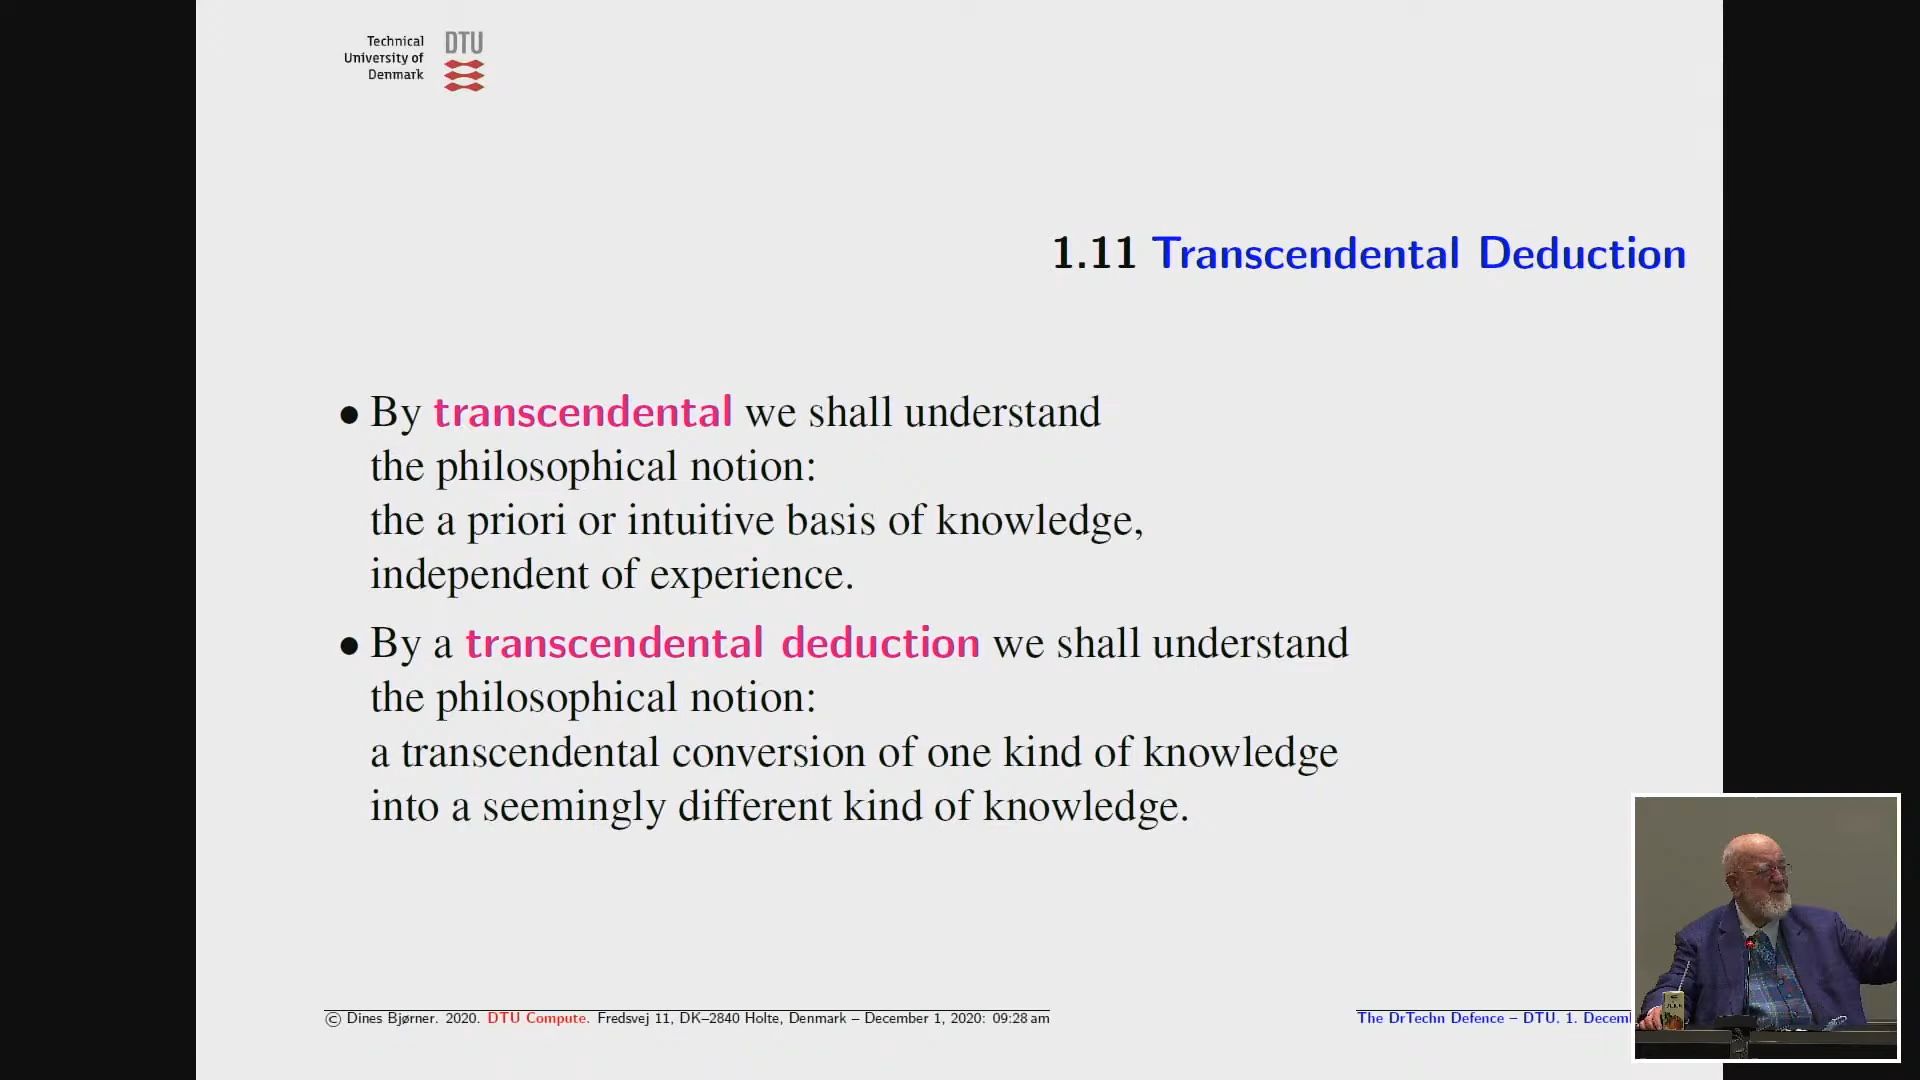 Technical
University of
Denmark
DTU
1.11 Transcendental Deduction
• By transcendental we shall understand
the philosophical notion:
the a priori or intuitive basis of knowledge,
independent of experience.
• By a transcendental deduction we shall understand
the philosophical notion:
a transcendental conversion of one kind of knowledge
into a seemingly different kind of knowledge.
© Dines Bjørner. 2020. DTU Compute. Fredsvej 11, DK–2840 Holte, Denmark – December 1, 2020: 09:28 am
The DrTechn Defence – DTU. 1. Decem